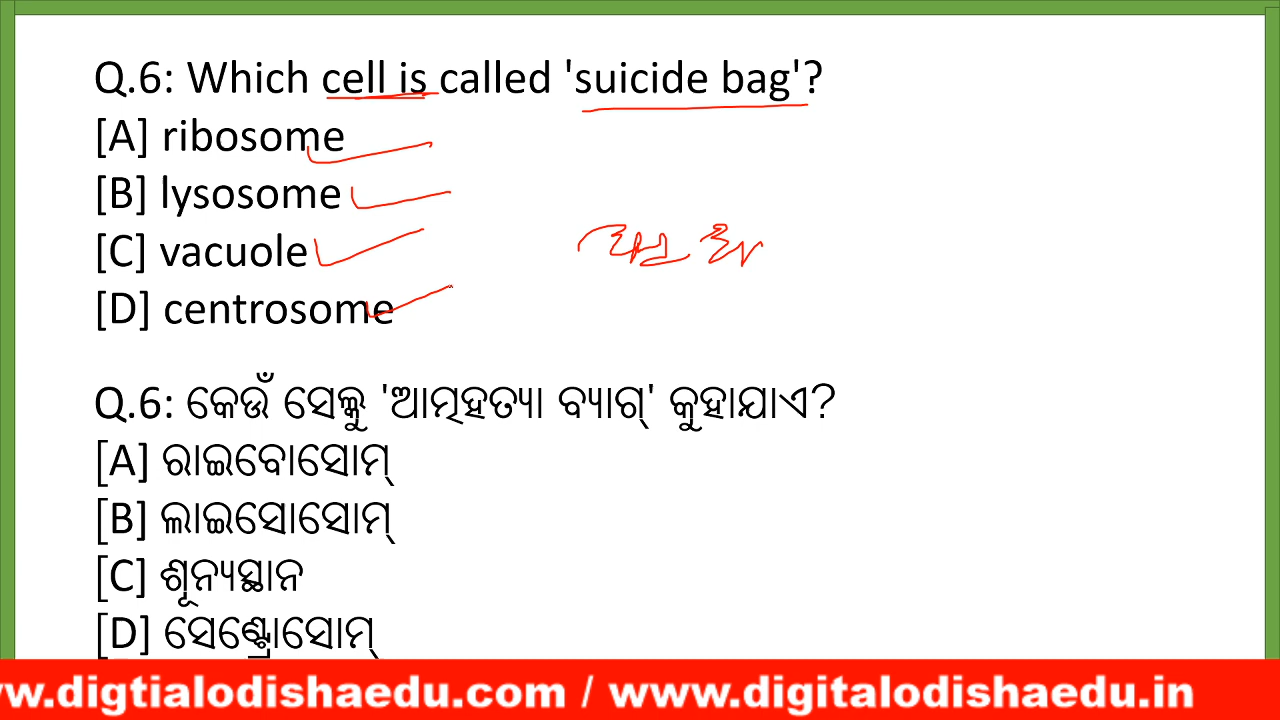 Q.6: Which cell is called 'suicide bag'?
[A] ribosome
[B] lysosome
[C] vacuole
[D] centrosome
Q.6: କେଉଁ ସେଲ୍କୁ 'ଆତ୍ମହତ୍ୟା ବ୍ୟାଗ୍' କୁହାଯାଏ?
[A] ରାଇବୋସୋମ୍
[B] ଲାଇସୋସୋମ୍
[C] ଶୂନ୍ୟସ୍ଥାନ
[D] ସେଣ୍ଟ୍ରୋସୋମ୍
w.digtialodishaedu.com / www.digitalodishaedu.in